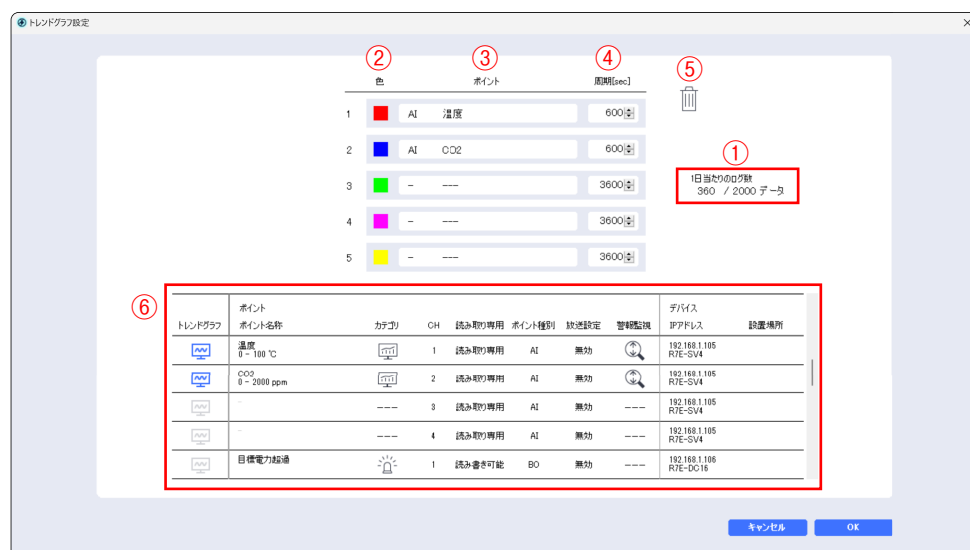 トレンドグラフ設定
② ③ ④ ⑤
色 ポイント 周期[sec]
1 AI 温度 600
2 AI CO2 600
①
1日当たりのログ数
360 / 2000 データ
3 - --- 3600
4 - --- 3600
5 - --- 3600
⑥
ポイント デバイス
トレンドグラフ ポイント名称 カテゴリ CH 読み取り専用 ポイント種別 放送設定 警報監視 IPアドレス 設置場所
温度 192.168.1.105
0 - 100 ℃ 1 読み取り専用 AI 無効 R7E-SV4
CO2 192.168.1.105
0 - 2000 ppm 2 読み取り専用 AI 無効 R7E-SV4
- --- 3 読み取り専用 AI 無効 --- 192.168.1.105
R7E-SV4
- --- 4 読み取り専用 AI 無効 --- 192.168.1.105
R7E-SV4
目標電力超過 1 読み書き可能 BO 無効 --- 192.168.1.106
R7E-DC16
キャンセル OK